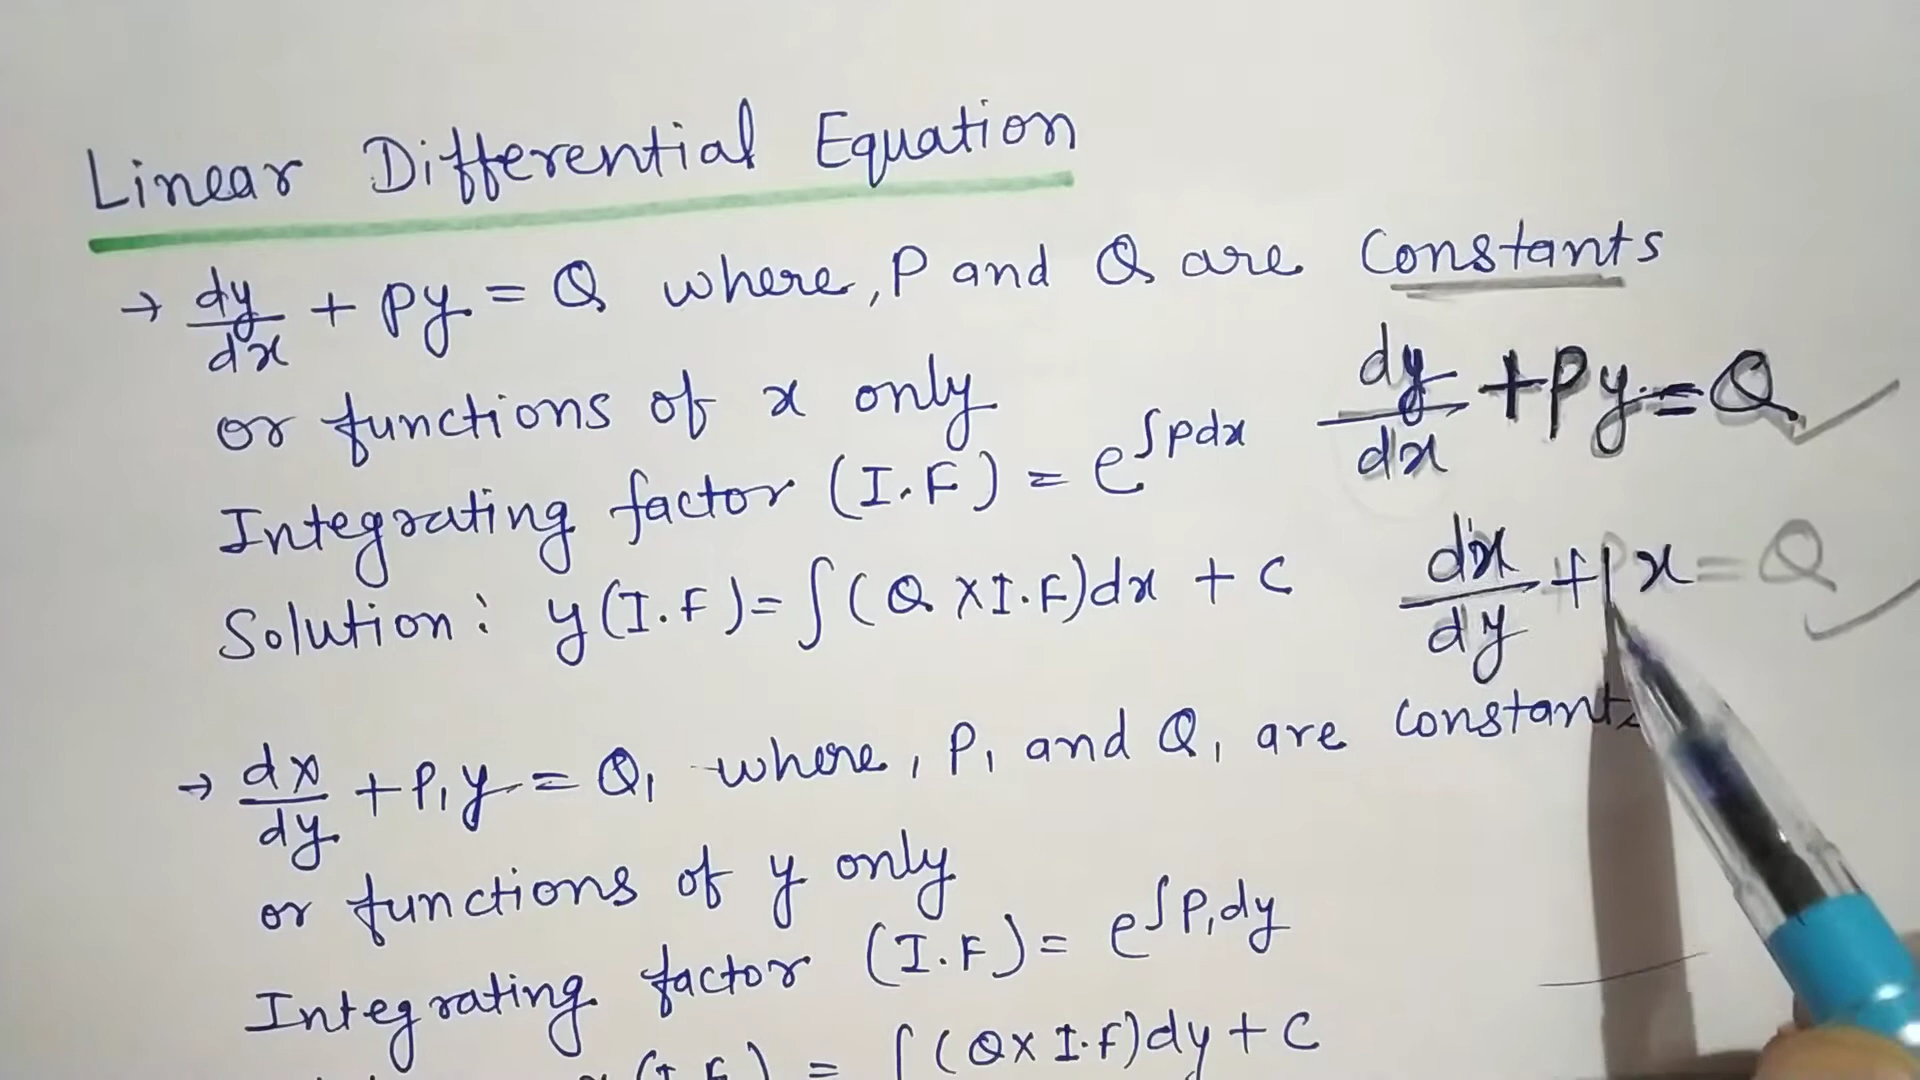 Linear Differential Equation
→ dy/dx + Py = Q where, P and Q are Constants
or functions of x only
Integrating factor (I.F) = e^∫Pdx
Solution: y(I.F) = ∫(Q × I.F)dx + C
dy/dx + Py = Q
dx/dy + Px = Q
→ dx/dy + P₁y = Q₁ where, P₁ and Q₁ are constants
or functions of y only
Integrating factor (I.F) = e^∫P₁dy
(I.F) = ∫(Q × I.F)dy + C